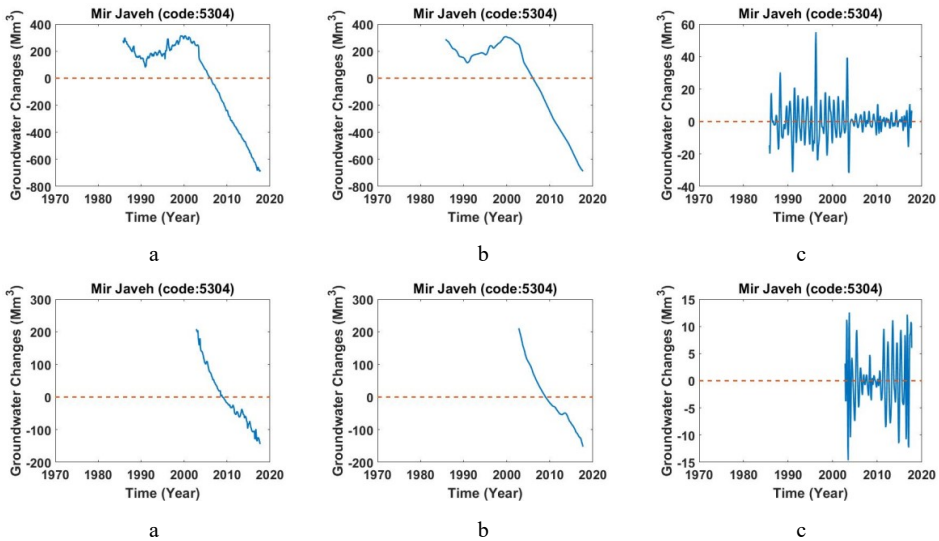 Mir Javeh (code:5304)
Groundwater Changes (Mm³)
400
200
0
-200
-400
-600
-800
1970 1980 1990 2000 2010 2020
Time (Year)
a
Mir Javeh (code:5304)
Groundwater Changes (Mm³)
400
200
0
-200
-400
-600
-800
1970 1980 1990 2000 2010 2020
Time (Year)
b
Mir Javeh (code:5304)
Groundwater Changes (Mm³)
60
40
20
0
-20
-40
1970 1980 1990 2000 2010 2020
Time (Year)
c
Mir Javeh (code:5304)
Groundwater Changes (Mm³)
300
200
100
0
-100
-200
1970 1980 1990 2000 2010 2020
Time (Year)
a
Mir Javeh (code:5304)
Groundwater Changes (Mm³)
300
200
100
0
-100
-200
1970 1980 1990 2000 2010 2020
Time (Year)
b
Mir Javeh (code:5304)
Groundwater Changes (Mm³)
15
10
5
0
-5
-10
-15
1970 1980 1990 2000 2010 2020
Time (Year)
c